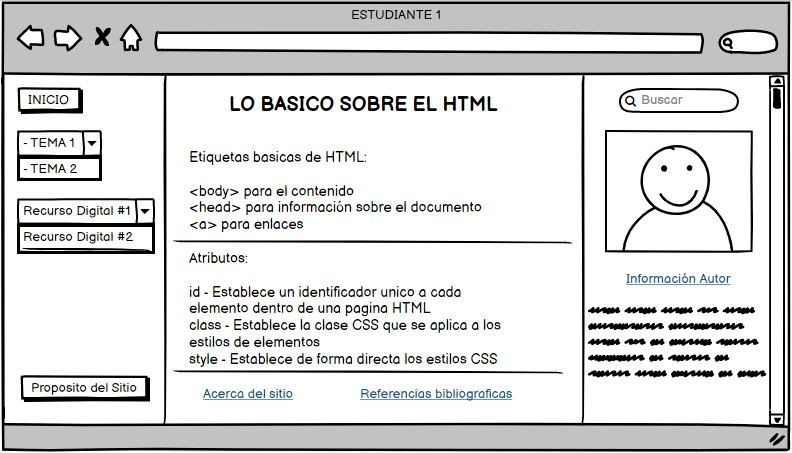 ESTUDIANTE 1
INICIO
- TEMA 1
- TEMA 2
Recurso Digital #1
Recurso Digital #2
Proposito del Sitio
LO BASICO SOBRE EL HTML
Etiquetas basicas de HTML:
<body> para el contenido
<head> para información sobre el documento
<a> para enlaces
Atributos:
id - Establece un identificador unico a cada
elemento dentro de una pagina HTML
class - Establece la clase CSS que se aplica a los
estilos de elementos
style - Establece de forma directa los estilos CSS
Acerca del sitio
Referencias bibliograficas
Buscar
Información Autor